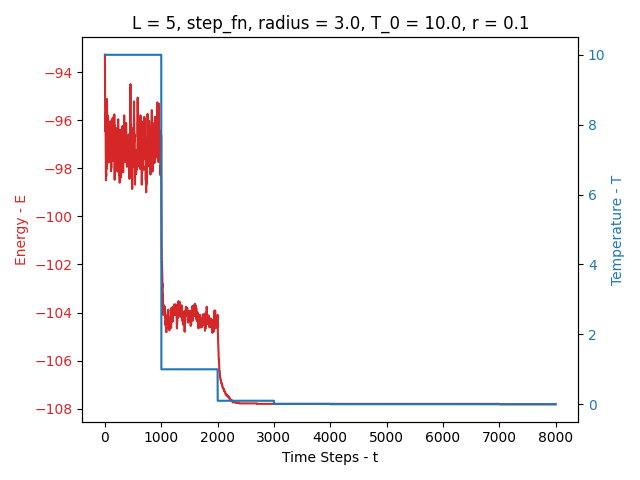 L = 5, step_fn, radius = 3.0, T_0 = 10.0, r = 0.1
−94
−96
−98
−100
−102
−104
−106
−108
Energy - E
10
8
6
4
2
0
Temperature - T
0 1000 2000 3000 4000 5000 6000 7000 8000
Time Steps - t